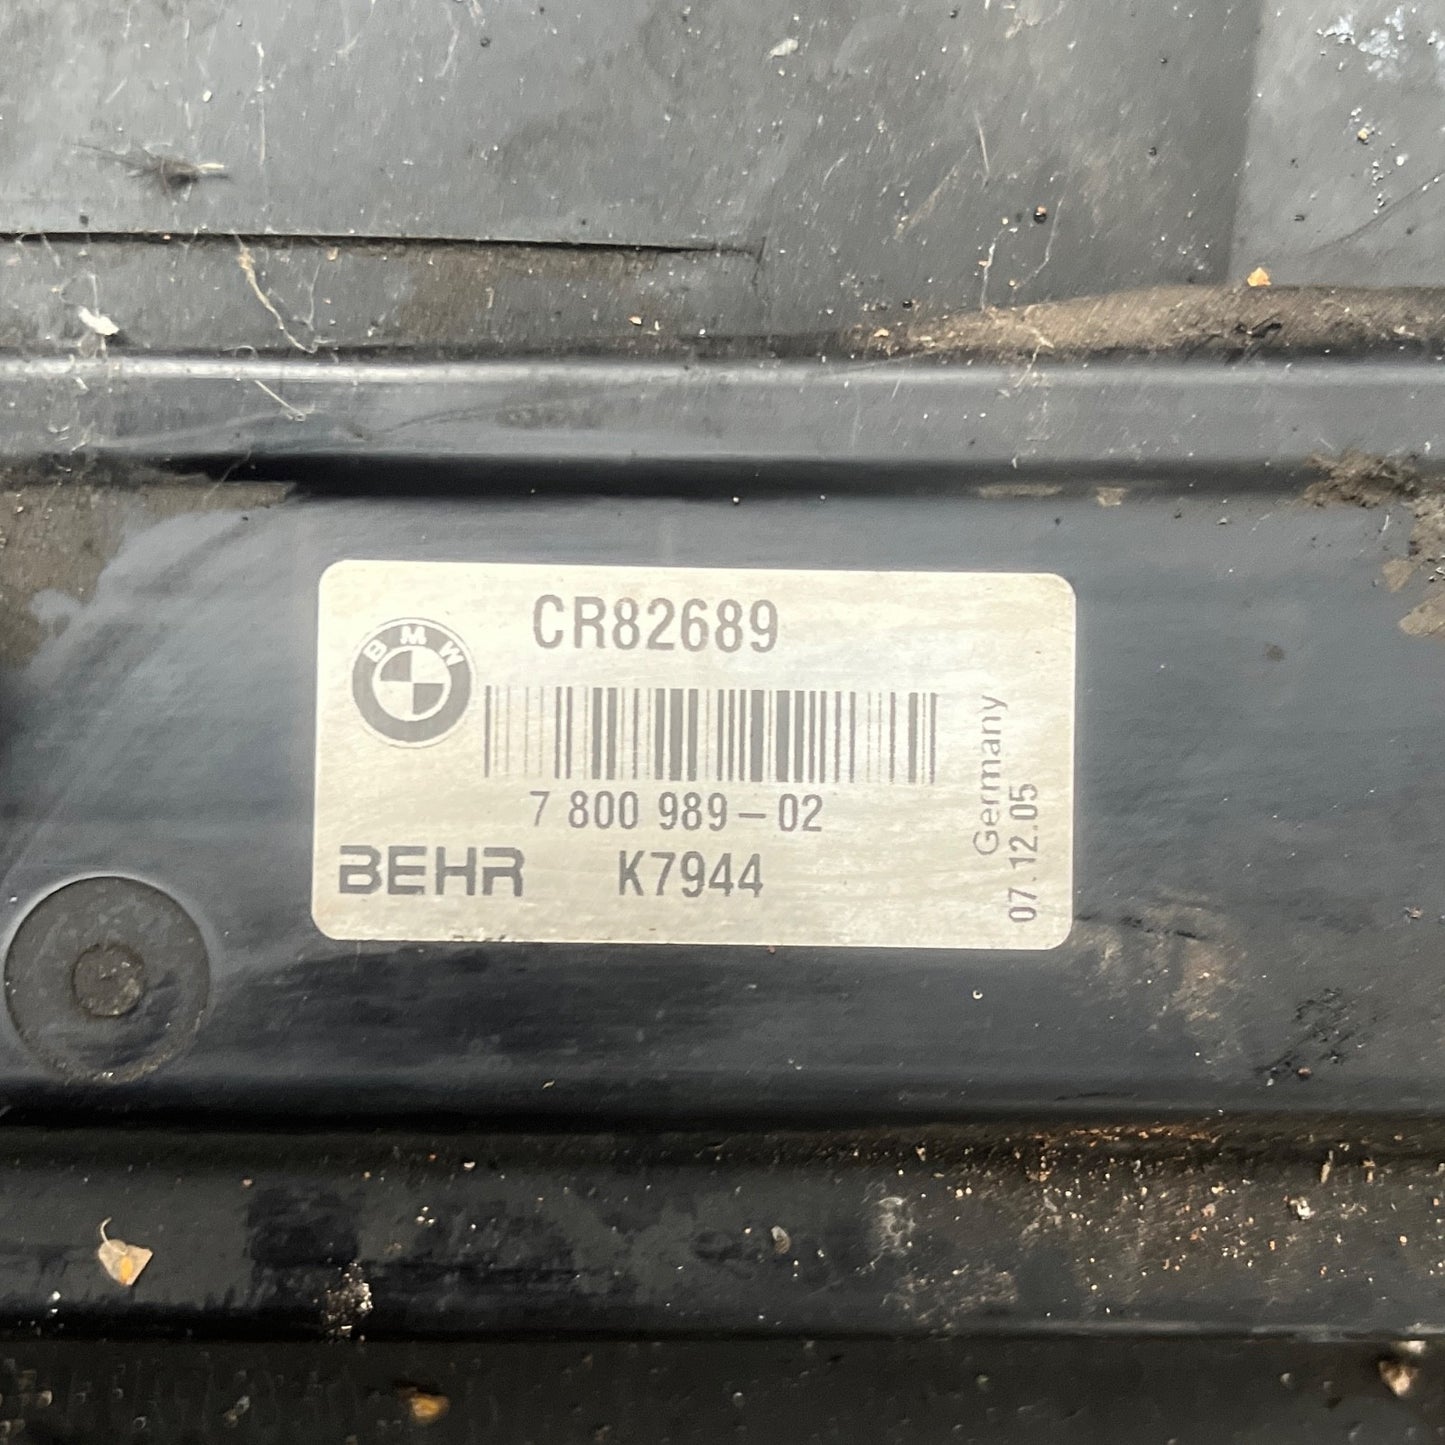 CR82689
BMW
7 800 989-02
BEHR K7944
Germany
07.12.05